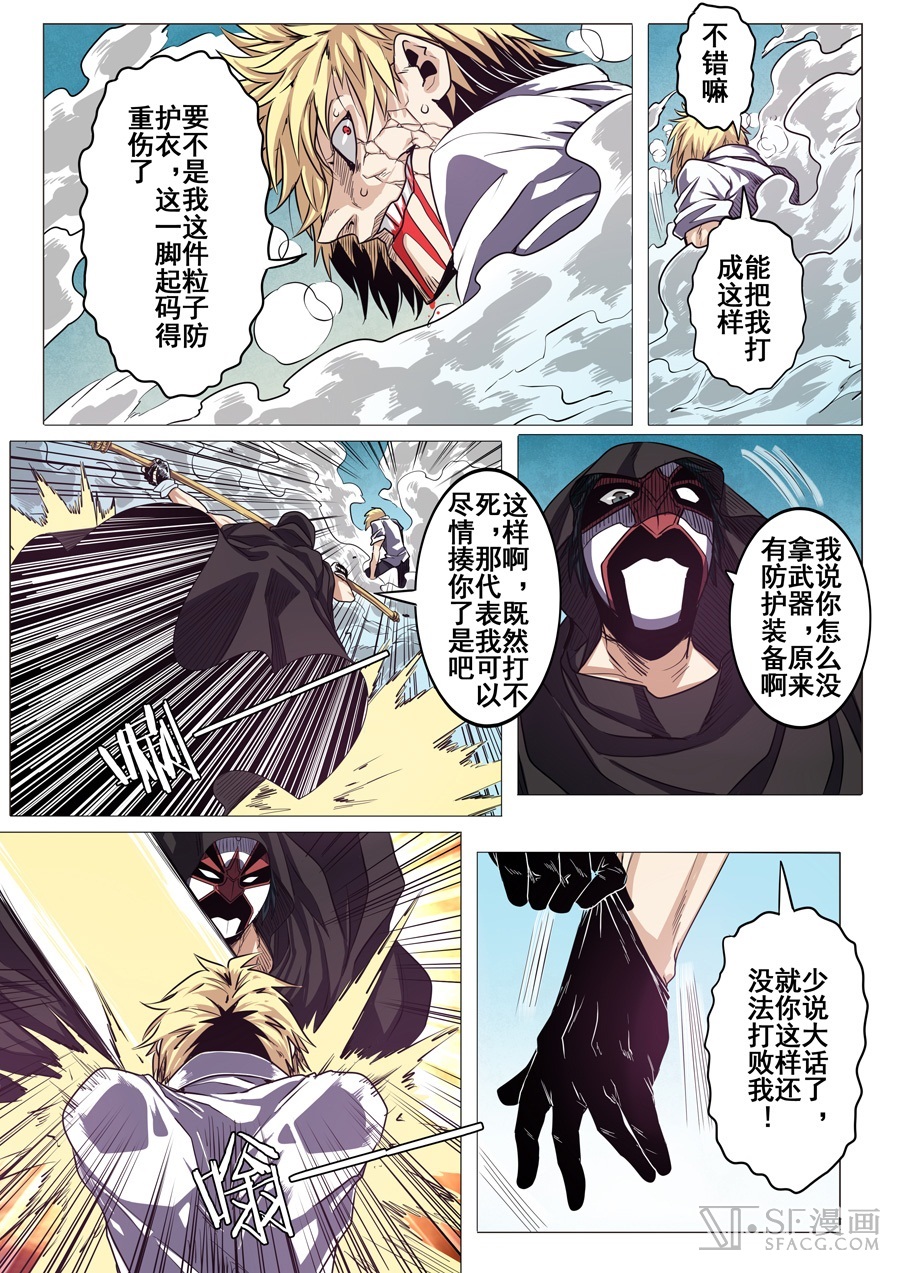 不错嘛
能把我打
成这样
要不是我这件粒子防
护衣，这一脚起码得
重伤了
我说你怎么没
拿武器，原来
有防护装备啊
这样啊，既然打不
死，那代表我可以
尽情揍你了是吧
唰
少说大话了，
就你这样还
没法打败我！
嗡
SF漫画
SFACG.COM